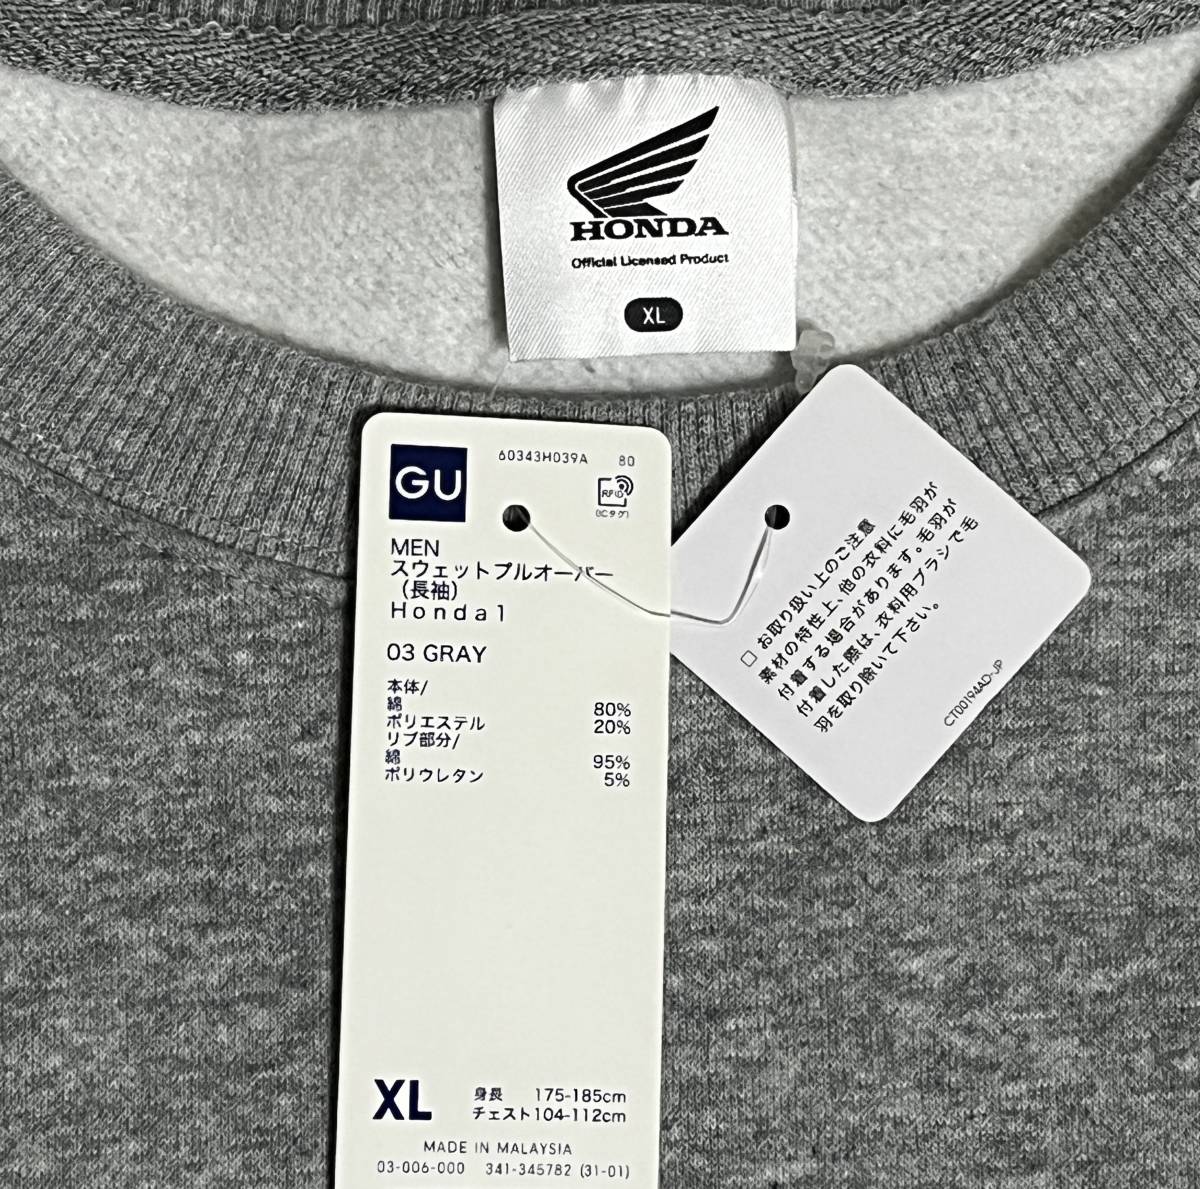 HONDA
Official Licensed Product
XL
GU
60343H039A 80
RFID
(ICタグ)
MEN
スウェットプルオーバー
(長袖)
Honda1
03 GRAY
本体/
綿 80%
ポリエステル 20%
リブ部分/
綿 95%
ポリウレタン 5%
XL
身長 175-185cm
チェスト104-112cm
MADE IN MALAYSIA
03-006-000 341-345782 (31-01)
□お取り扱い上のご注意
素材の特性上、他の衣料に毛羽が
付着する場合があります。毛羽が
付着した際は、衣料用ブラシで毛
羽を取り除いて下さい。
CT00194AD-JP